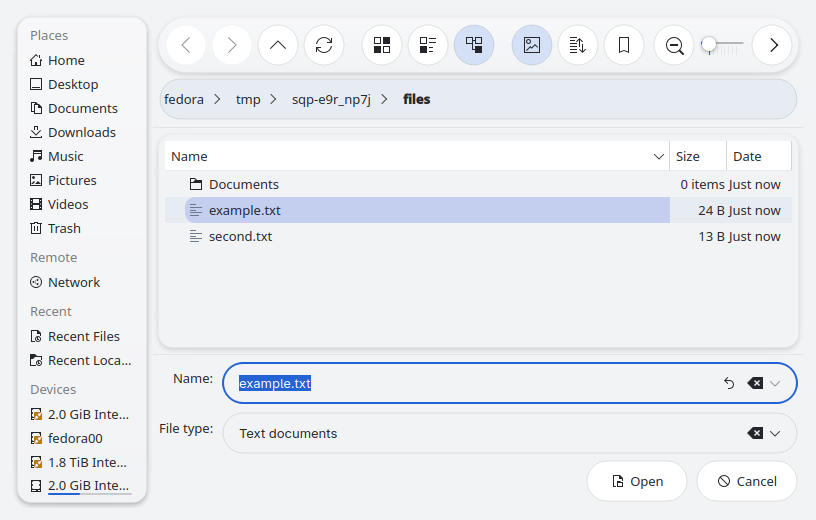 Places
Home
Desktop
Documents
Downloads
Music
Pictures
Videos
Trash
Remote
Network
Recent
Recent Files
Recent Loca...
Devices
2.0 GiB Inte...
fedora00
1.8 TiB Inte...
2.0 GiB Inte...
fedora > tmp > sqp-e9r_np7j > files
Name Size Date
Documents 0 items Just now
example.txt 24 B Just now
second.txt 13 B Just now
Name: example.txt
File type: Text documents
Open Cancel